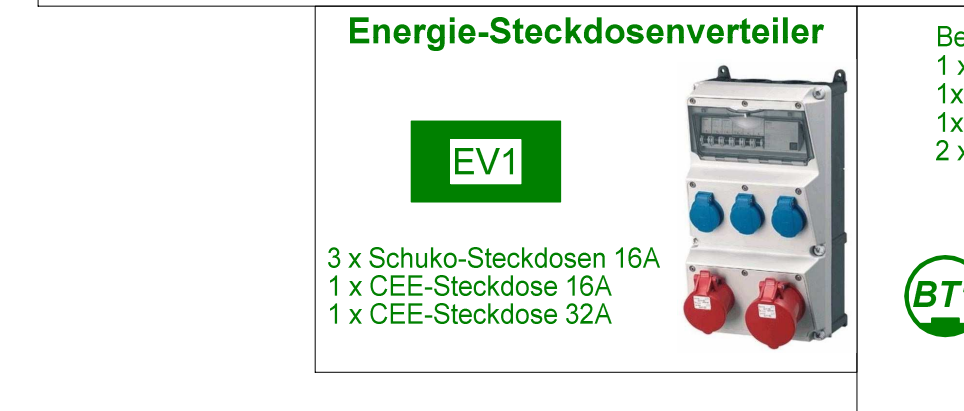 Energie-Steckdosenverteiler
EV1
3 x Schuko-Steckdosen 16A
1 x CEE-Steckdose 16A
1 x CEE-Steckdose 32A
Be
1 x
1x
1x
2 x
BT